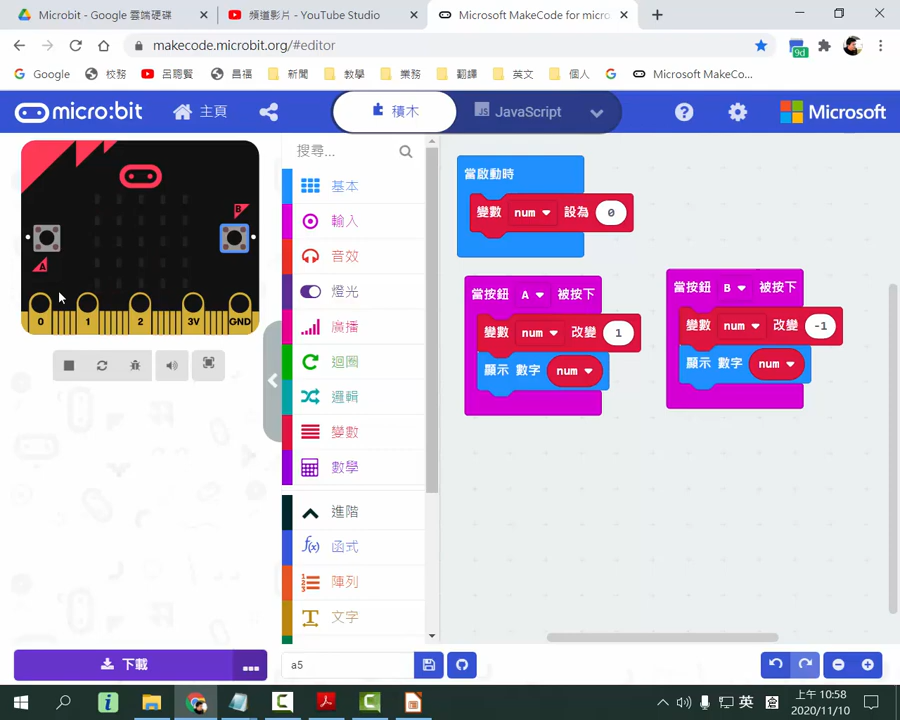 Microbit - Google 雲端硬碟
頻道影片 - YouTube Studio
Microsoft MakeCode for micro
makecode.microbit.org/#editor
9d
Google
校務
呂聰賢
昌福
新聞
教學
業務
翻譯
英文
個人
Microsoft MakeCo...
micro:bit
主頁
積木
JavaScript
Microsoft
搜尋...
基本
輸入
音效
燈光
廣播
迴圈
邏輯
變數
數學
進階
函式
陣列
文字
A
B
0 1 2 3V GND
當啟動時
變數 num 設為 0
當按鈕 A 被按下
變數 num 改變 1
顯示 數字 num
當按鈕 B 被按下
變數 num 改變 -1
顯示 數字 num
下載
...
a5
英
上午 10:58
2020/11/10